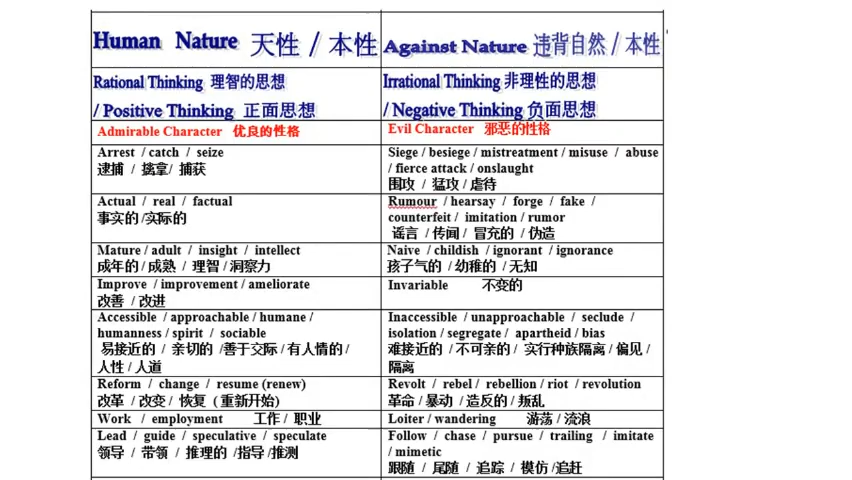 Human Nature 天性 / 本性
Against Nature 违背自然 / 本性
Rational Thinking 理智的思想
/ Positive Thinking 正面思想
Irrational Thinking 非理性的思想
/ Negative Thinking 负面思想
Admirable Character 优良的性格
Evil Character 邪恶的性格
Arrest / catch / seize
逮捕 / 擒拿/ 捕获
Siege / besiege / mistreatment / misuse / abuse
/ fierce attack / onslaught
围攻 / 猛攻 / 虐待
Actual / real / factual
事实的 /实际的
Rumour / hearsay / forge / fake /
counterfeit / imitation / rumor
谣言 / 传闻 / 冒充的 / 伪造
Mature / adult / insight / intellect
成年的 / 成熟 / 理智 / 洞察力
Naive / childish / ignorant / ignorance
孩子气的 / 幼稚的 / 无知
Improve / improvement / ameliorate
改善 / 改进
Invariable 不变的
Accessible / approachable / humane /
humanness / spirit / sociable
易接近的 / 亲切的 /善于交际 / 有人情的 /
人性 / 人道
Inaccessible / unapproachable / seclude /
isolation / segregate / apartheid / bias
难接近的 / 不可亲的 / 实行种族隔离 / 偏见 /
隔离
Reform / change / resume (renew)
改革 / 改变 / 恢复 ( 重新开始)
Revolt / rebel / rebellion / riot / revolution
革命 / 暴动 / 造反的 / 叛乱
Work / employment 工作 / 职业
Loiter / wandering 游荡 / 流浪
Lead / guide / speculative / speculate
领导 / 带领 / 推理的 /指导 /推测
Follow / chase / pursue / trailing / imitate
/ mimetic
跟随 / 尾随 / 追踪 / 模仿 /追赶